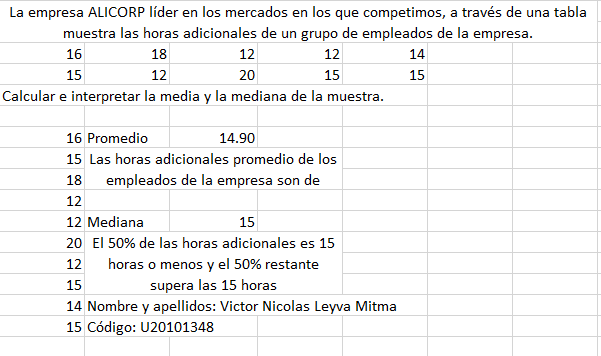 La empresa ALICORP líder en los mercados en los que competimos, a través de una tabla
muestra las horas adicionales de un grupo de empleados de la empresa.
16 18 12 12 14
15 12 20 15 15
Calcular e interpretar la media y la mediana de la muestra.
16 Promedio 14.90
15 Las horas adicionales promedio de los
18 empleados de la empresa son de
12
12 Mediana 15
20 El 50% de las horas adicionales es 15
12 horas o menos y el 50% restante
15 supera las 15 horas
14 Nombre y apellidos: Victor Nicolas Leyva Mitma
15 Código: U20101348